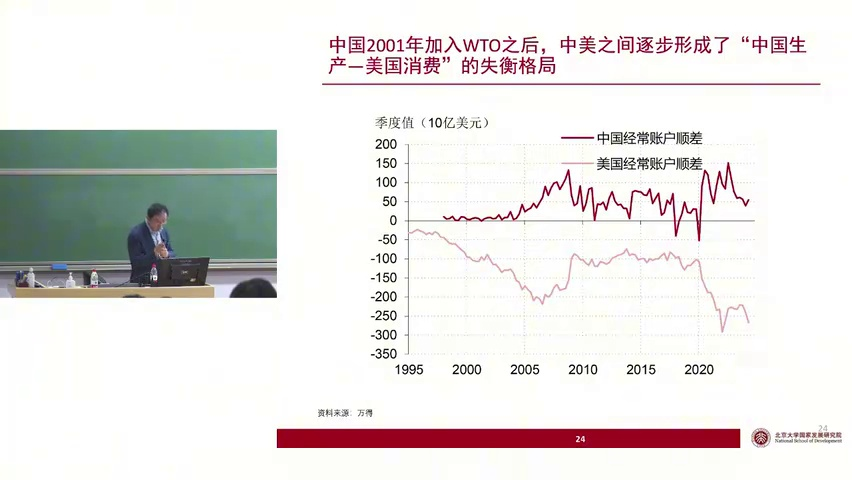 中国2001年加入WTO之后，中美之间逐步形成了“中国生
产—美国消费”的失衡格局
季度值（10亿美元）
中国经常账户顺差
美国经常账户顺差
200
150
100
50
0
-50
-100
-150
-200
-250
-300
-350
1995 2000 2005 2010 2015 2020
资料来源：万得
24
24
北京大学国家发展研究院
National School of Development